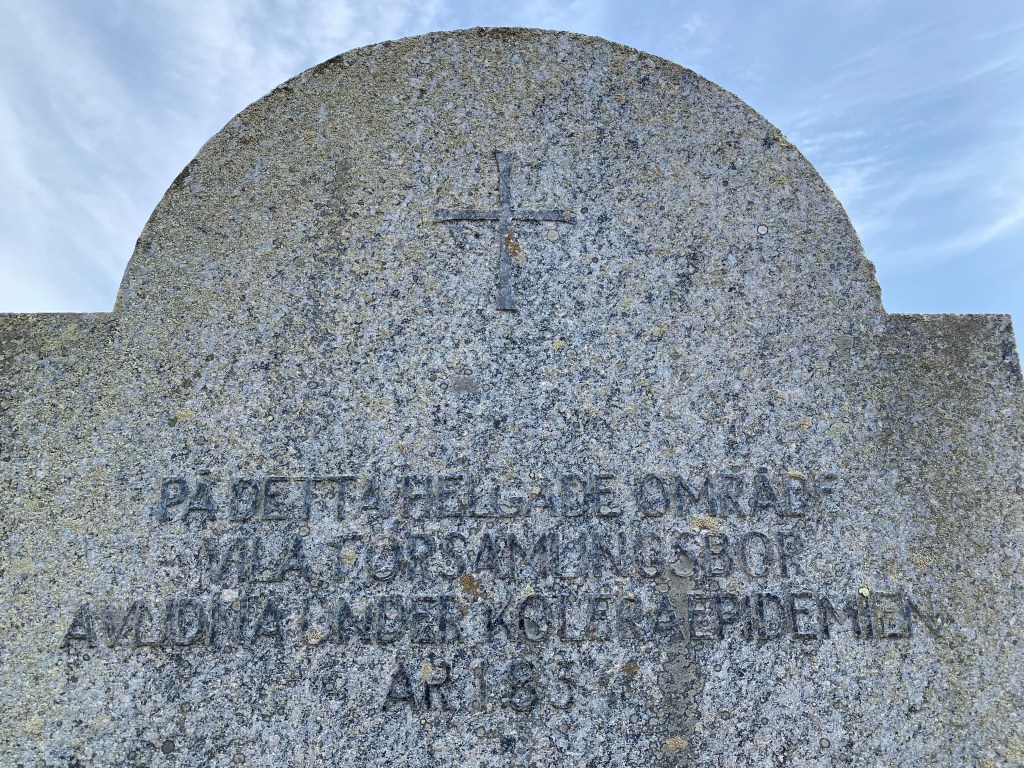 PÅ DETTA HELGADE OMRÅDE
VILA FÖRSAMLINGSBOR
AVLIDNA UNDER KOLERAEPIDEMIEN
ÅR